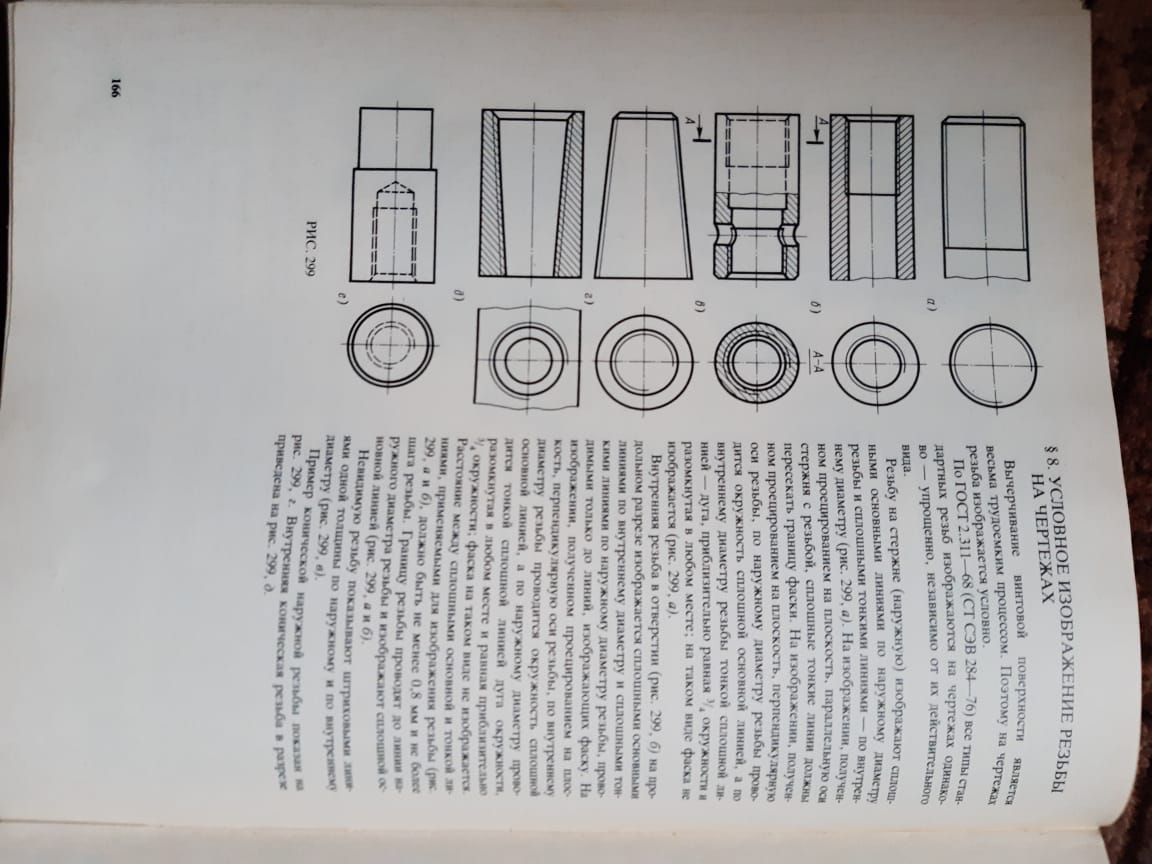 § 8. УСЛОВНОЕ ИЗОБРАЖЕНИЕ РЕЗЬБЫ
НА ЧЕРТЕЖАХ
Вычерчивание винтовой поверхности является
весьма трудоемким процессом. Поэтому на чертежах
резьба изображается условно.
По ГОСТ 2.311—68 (СТ СЭВ 284—76) все типы стан-
дартных резьб изображаются на чертежах одинако-
во — упрощенно, независимо от их действительного
вида.
Резьбу на стержне (наружную) изображают сплош-
ными основными линиями по наружному диаметру
резьбы и сплошными тонкими линиями — по внутрен-
нему диаметру (рис. 299, а). На изображении, получен-
ном проецированием на плоскость, параллельную оси
стержня с резьбой, сплошные тонкие линии должны
пересекать границу фаски. На изображении, получен-
ном проецированием на плоскость, перпендикулярную
оси резьбы, по наружному диаметру резьбы прово-
дится окружность сплошной основной линией, а по
внутреннему диаметру резьбы тонкой сплошной ли-
нией — дуга, приблизительно равная ³/₄ окружности и
разомкнутая в любом месте; на таком виде фаска не
изображается (рис. 299, а).
Внутренняя резьба в отверстии (рис. 299, б) на про-
дольном разрезе изображается сплошными основными
линиями по внутреннему диаметру и сплошными тон-
кими линиями по наружному диаметру резьбы, прово-
димыми только до линий, изображающих фаску. На
изображении, полученном проецированием на плос-
кость, перпендикулярную оси резьбы, по внутреннему
диаметру резьбы проводится окружность сплошной
основной линией, а по наружному диаметру прово-
дится тонкой сплошной линией дуга окружности,
разомкнутая в любом месте и равная приблизительно
³/₄ окружности; фаска на таком виде не изображается.
Расстояние между сплошными основной и тонкой ли-
ниями, применяемыми для изображения резьбы (рис.
299, а и б), должно быть не менее 0,8 мм и не более
шага резьбы. Границу резьбы проводят до линии на-
ружного диаметра резьбы и изображают сплошной ос-
новной линией (рис. 299, а и б).
Невидимую резьбу показывают штриховыми лини-
ями одной толщины по наружному и по внутреннему
диаметру (рис. 299, в).
Пример конической наружной резьбы показан на
рис. 299, г. Внутренняя коническая резьба в разрезе
приведена на рис. 299, д.
а)
А
А–А
б)
А
в)
г)
д)
е)
РИС. 299
166